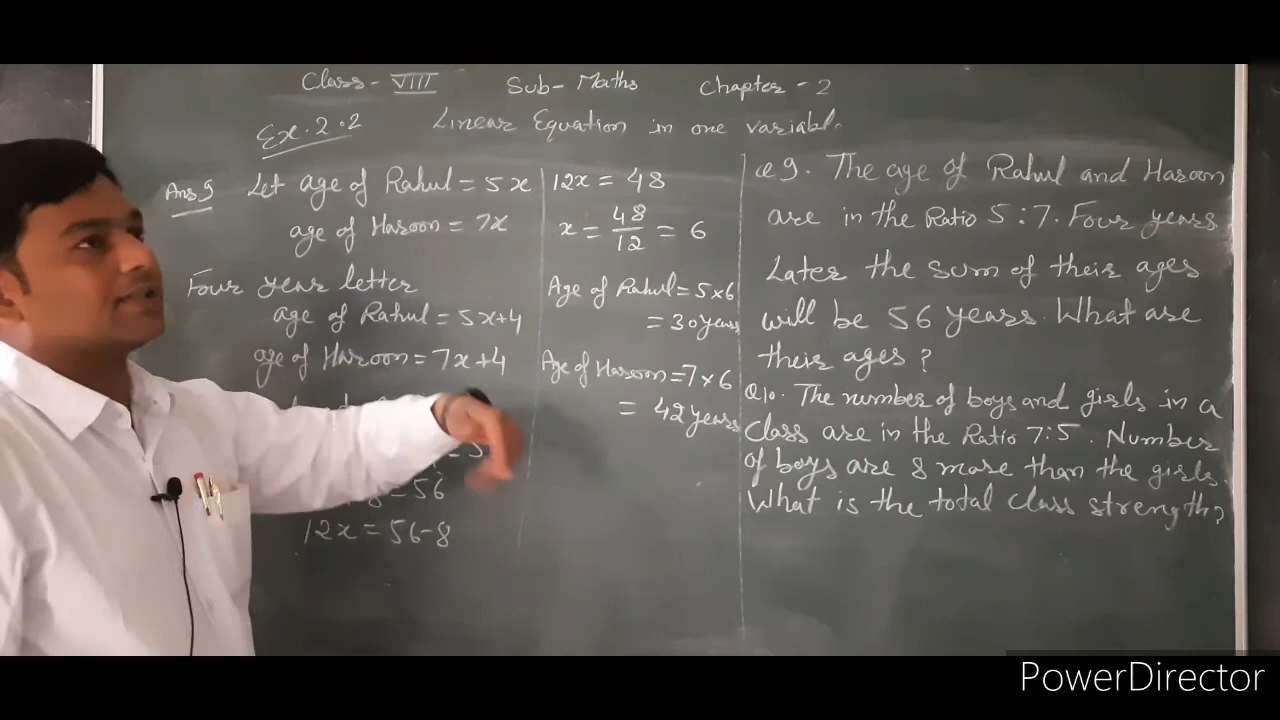 Class - VIII Sub - Maths Chapter - 2
Ex. 2.2 Linear Equation in one variabl.
Ans 9 Let age of Rahul = 5x
age of Haroon = 7x
Four year letter
age of Rahul = 5x+4
age of Haroon = 7x+4
8 = 56
12x = 56-8
12x = 48
x = 48/12 = 6
Age of Rahul = 5×6
= 30 years
Age of Haroon = 7×6
= 42 years
Q9. The age of Rahul and Haroon
are in the Ratio 5:7. Four years
Later the sum of their ages
will be 56 years. What are
their ages?
Q10. The number of boys and girls in a
Class are in the Ratio 7:5. Number
of boys are 8 more than the girls.
What is the total class strength?
PowerDirector